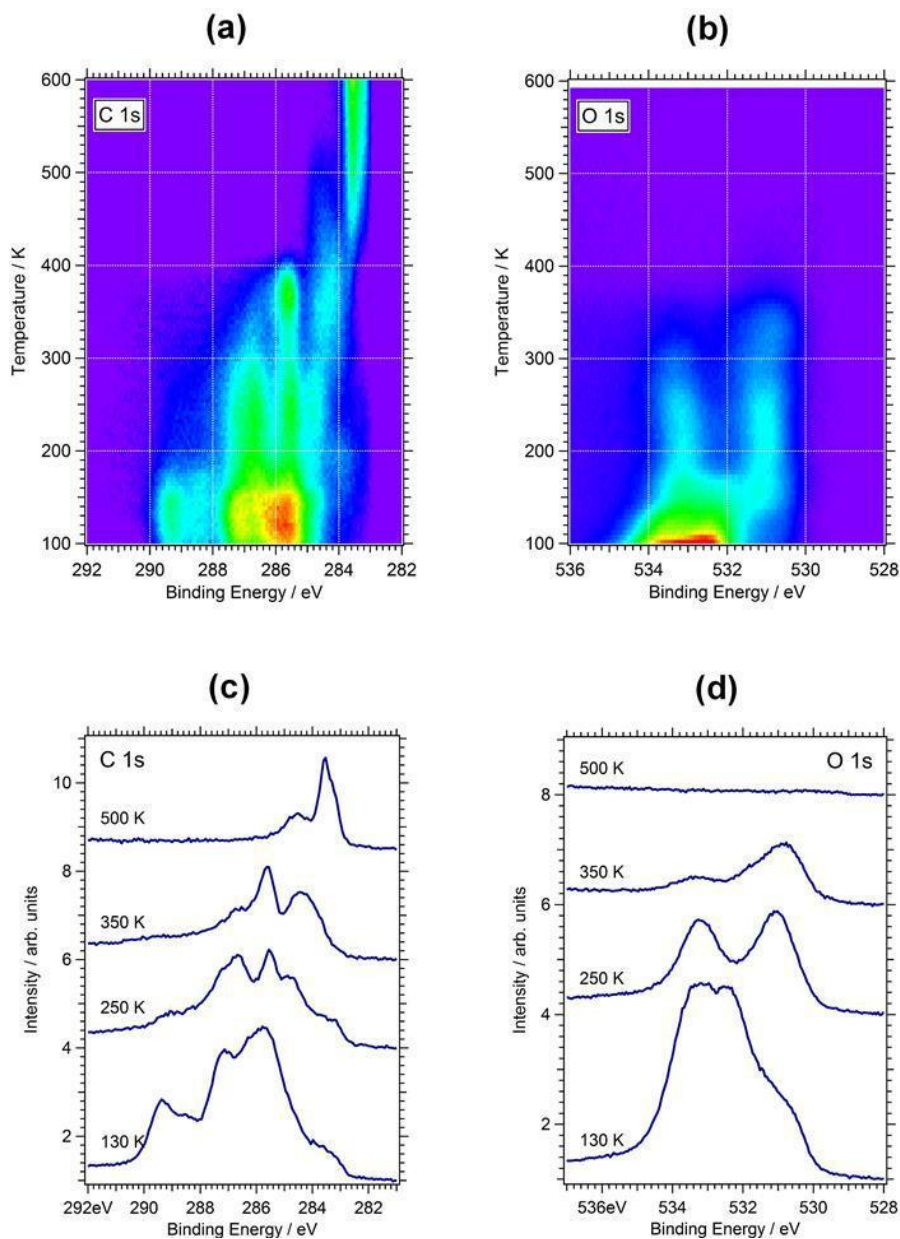 (a)
C 1s
600
500
400
300
200
100
Temperature / K
292 290 288 286 284 282
Binding Energy / eV
(b)
O 1s
600
500
400
300
200
100
Temperature / K
536 534 532 530 528
Binding Energy / eV
(c)
C 1s
10
8
6
4
2
Intensity / arb. units
500 K
350 K
250 K
130 K
292eV 290 288 286 284 282
Binding Energy / eV
(d)
O 1s
8
6
4
2
Intensity / arb. units
500 K
350 K
250 K
130 K
536eV 534 532 530 528
Binding Energy / eV